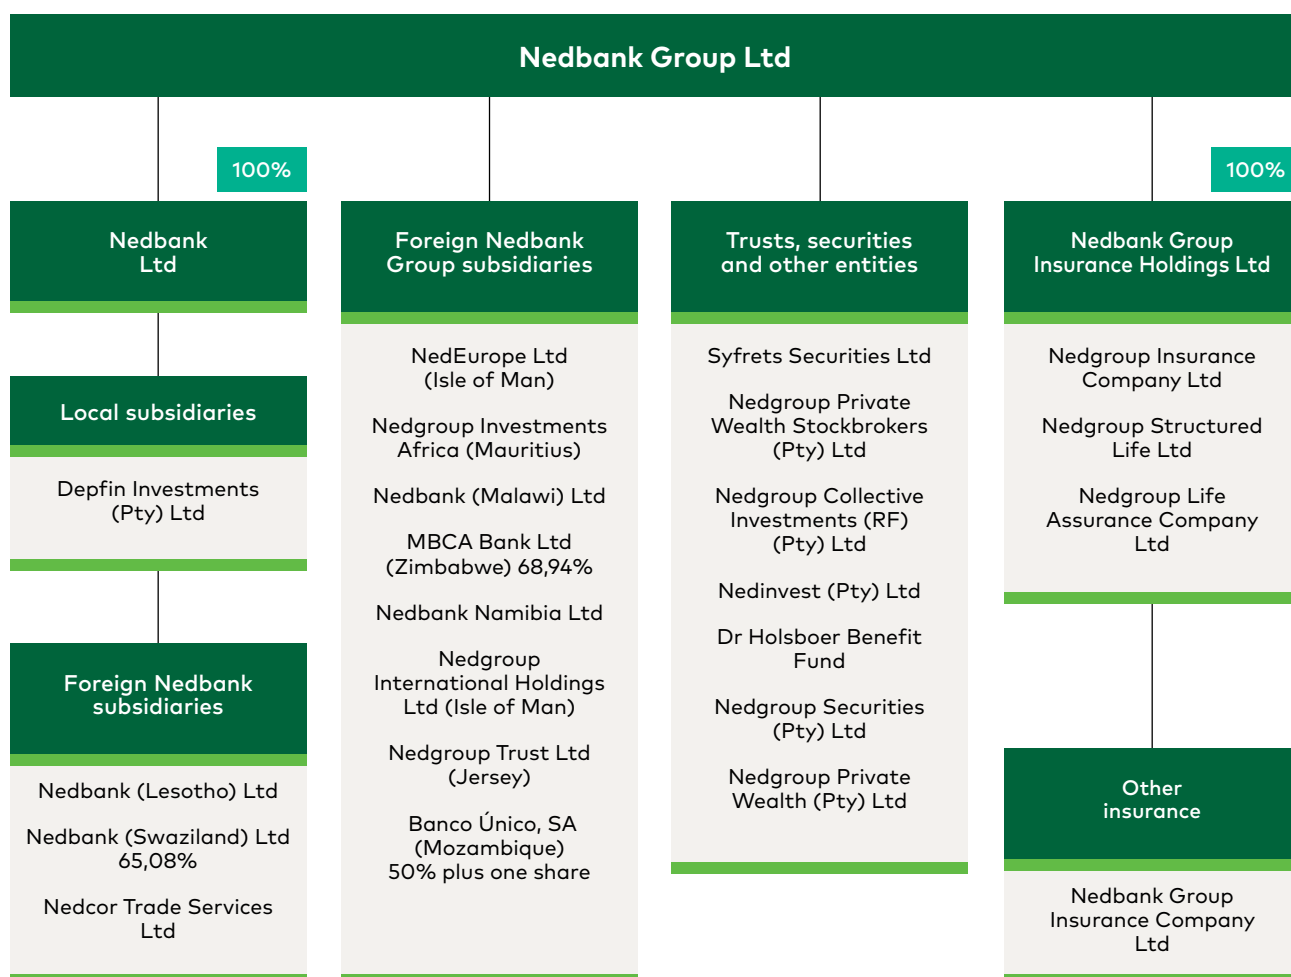 Nedbank Group Ltd
100%
Nedbank
Ltd
Local subsidiaries
Depfin Investments
(Pty) Ltd
Foreign Nedbank
subsidiaries
Nedbank (Lesotho) Ltd
Nedbank (Swaziland) Ltd
65,08%
Nedcor Trade Services
Ltd
Foreign Nedbank
Group subsidiaries
NedEurope Ltd
(Isle of Man)
Nedgroup Investments
Africa (Mauritius)
Nedbank (Malawi) Ltd
MBCA Bank Ltd
(Zimbabwe) 68,94%
Nedbank Namibia Ltd
Nedgroup
International Holdings
Ltd (Isle of Man)
Nedgroup Trust Ltd
(Jersey)
Banco Único, SA
(Mozambique)
50% plus one share
Trusts, securities
and other entities
Syfrets Securities Ltd
Nedgroup Private
Wealth Stockbrokers
(Pty) Ltd
Nedgroup Collective
Investments (RF)
(Pty) Ltd
Nedinvest (Pty) Ltd
Dr Holsboer Benefit
Fund
Nedgroup Securities
(Pty) Ltd
Nedgroup Private
Wealth (Pty) Ltd
100%
Nedbank Group
Insurance Holdings Ltd
Nedgroup Insurance
Company Ltd
Nedgroup Structured
Life Ltd
Nedgroup Life
Assurance Company
Ltd
Other
insurance
Nedbank Group
Insurance Company
Ltd